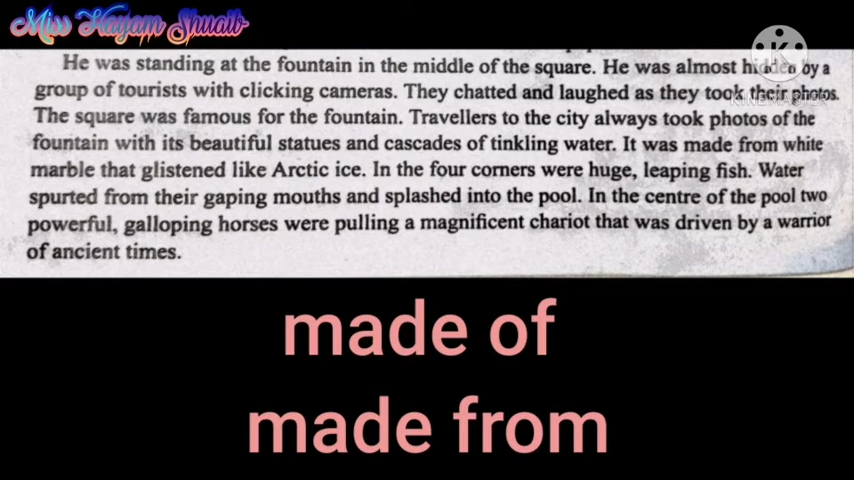 Miss Hayam Shuaib
He was standing at the fountain in the middle of the square. He was almost hidden by a
group of tourists with clicking cameras. They chatted and laughed as they took their photos.
KINEMASTER
The square was famous for the fountain. Travellers to the city always took photos of the
fountain with its beautiful statues and cascades of tinkling water. It was made from white
marble that glistened like Arctic ice. In the four corners were huge, leaping fish. Water
spurted from their gaping mouths and splashed into the pool. In the centre of the pool two
powerful, galloping horses were pulling a magnificent chariot that was driven by a warrior
of ancient times.
made of
made from